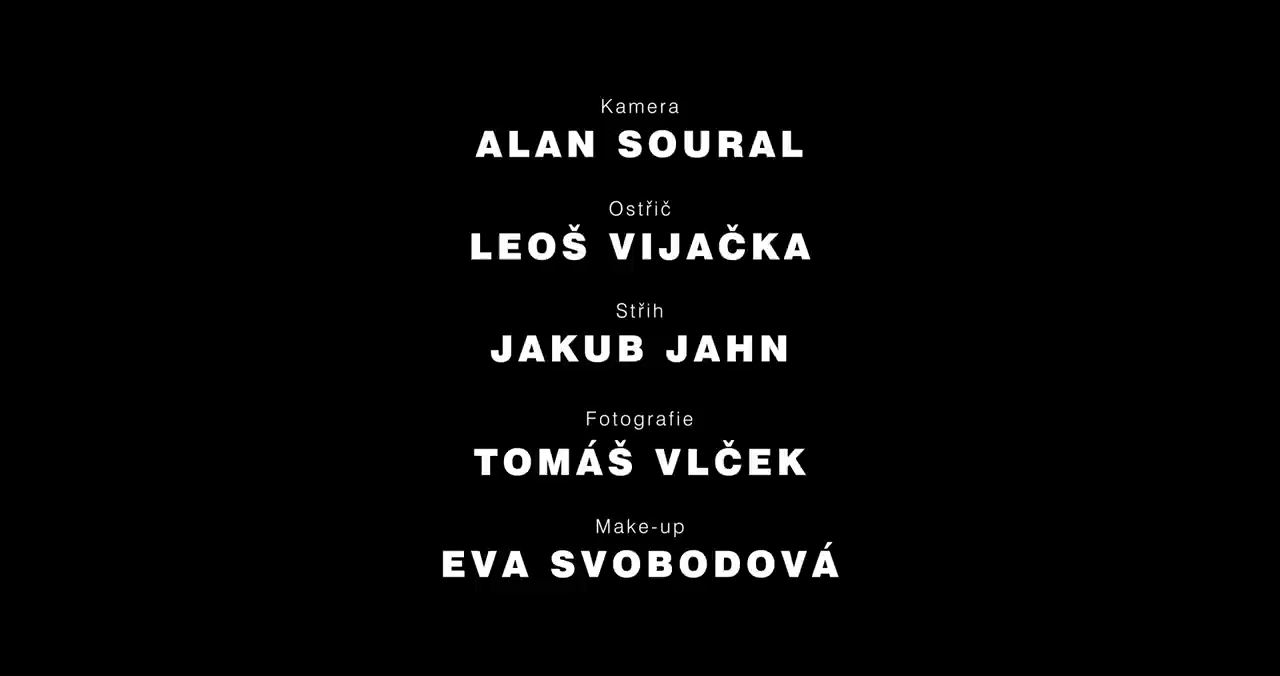 Kamera
ALAN SOURAL
Ostřič
LEOŠ VIJAČKA
Střih
JAKUB JAHN
Fotografie
TOMÁŠ VLČEK
Make-up
EVA SVOBODOVÁ